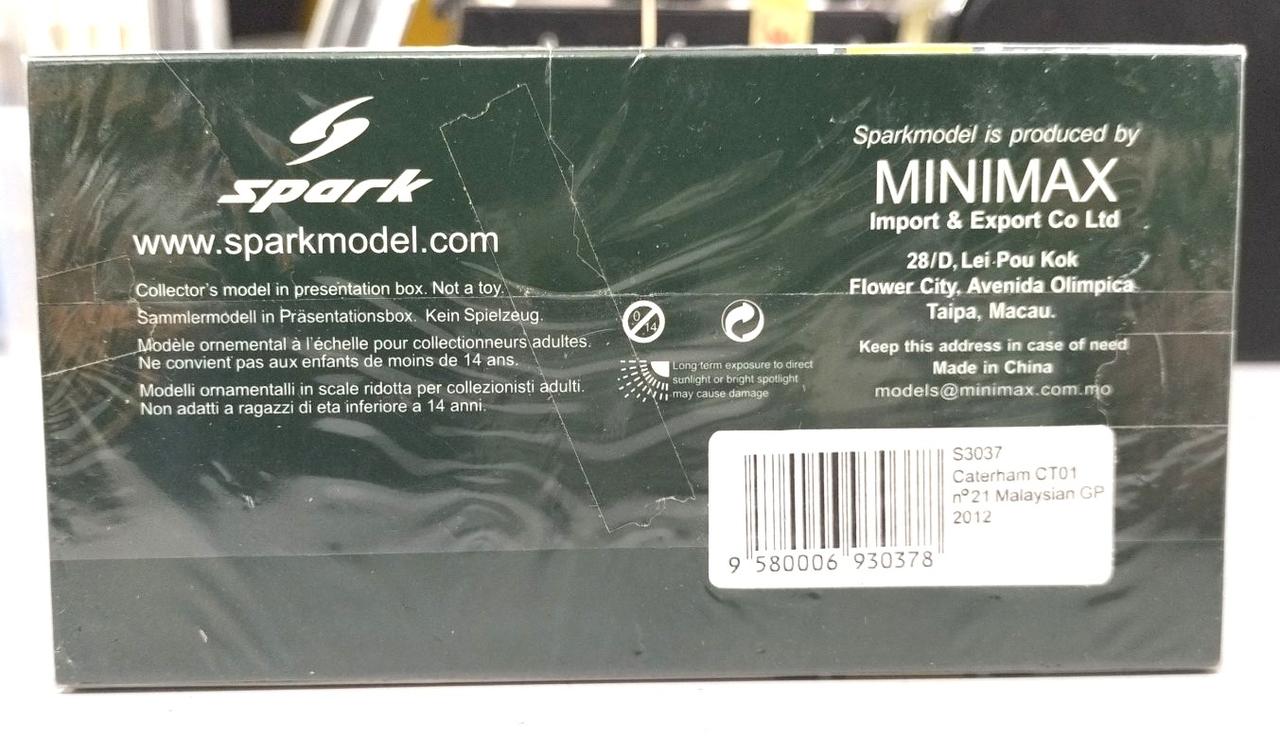 spark
www.sparkmodel.com
Collector's model in presentation box. Not a toy.
Sammlermodell in Präsentationsbox. Kein Spielzeug.
Modèle ornemental à l'échelle pour collectionneurs adultes.
Ne convient pas aux enfants de moins de 14 ans.
Modelli ornamentalli in scale ridotta per collezionisti adulti.
Non adatti a ragazzi di eta inferiore a 14 anni.
0
14
Long term exposure to direct
sunlight or bright spotlight
may cause damage
Sparkmodel is produced by
MINIMAX
Import & Export Co Ltd
28/D, Lei Pou Kok
Flower City, Avenida Olimpica
Taipa, Macau.
Keep this address in case of need
Made in China
models@minimax.com.mo
S3037
Caterham CT01
nº21 Malaysian GP
2012
9 580006 930378